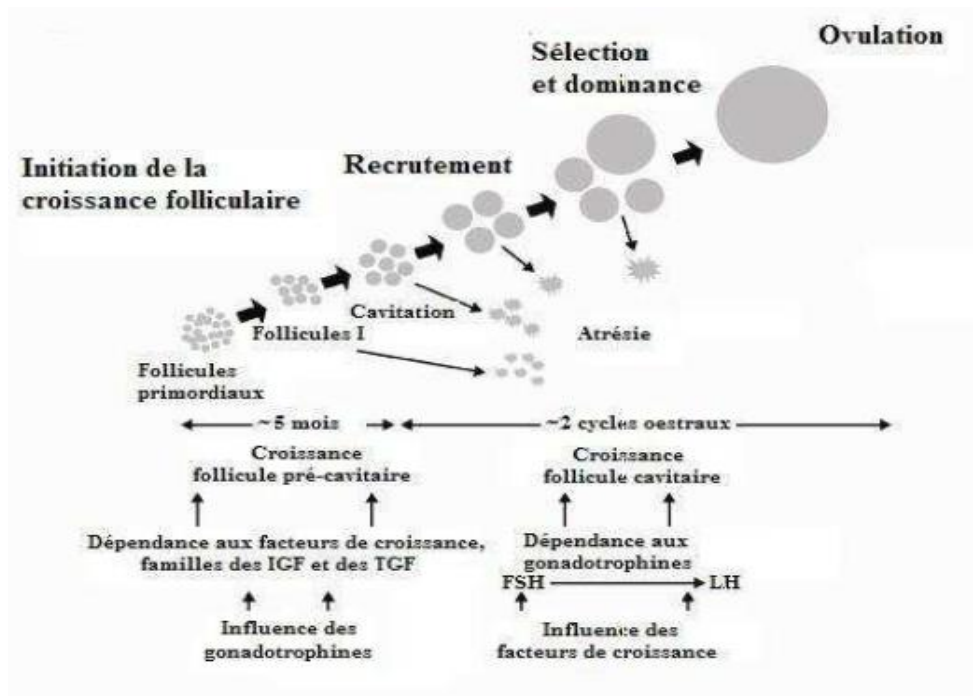 Ovulation
Sélection
et dominance
Recrutement
Initiation de la
croissance folliculaire
Cavitation
Follicules I
Atrésie
Follicules
primordiaux
~5 mois
~2 cycles oestraux
Croissance
follicule pré-cavitaire
Croissance
follicule cavitaire
Dépendance aux facteurs de croissance,
familles des IGF et des TGF
Dépendance aux
gonadotrophines
FSH
LH
Influence des
gonadotrophines
Influence des
facteurs de croissance